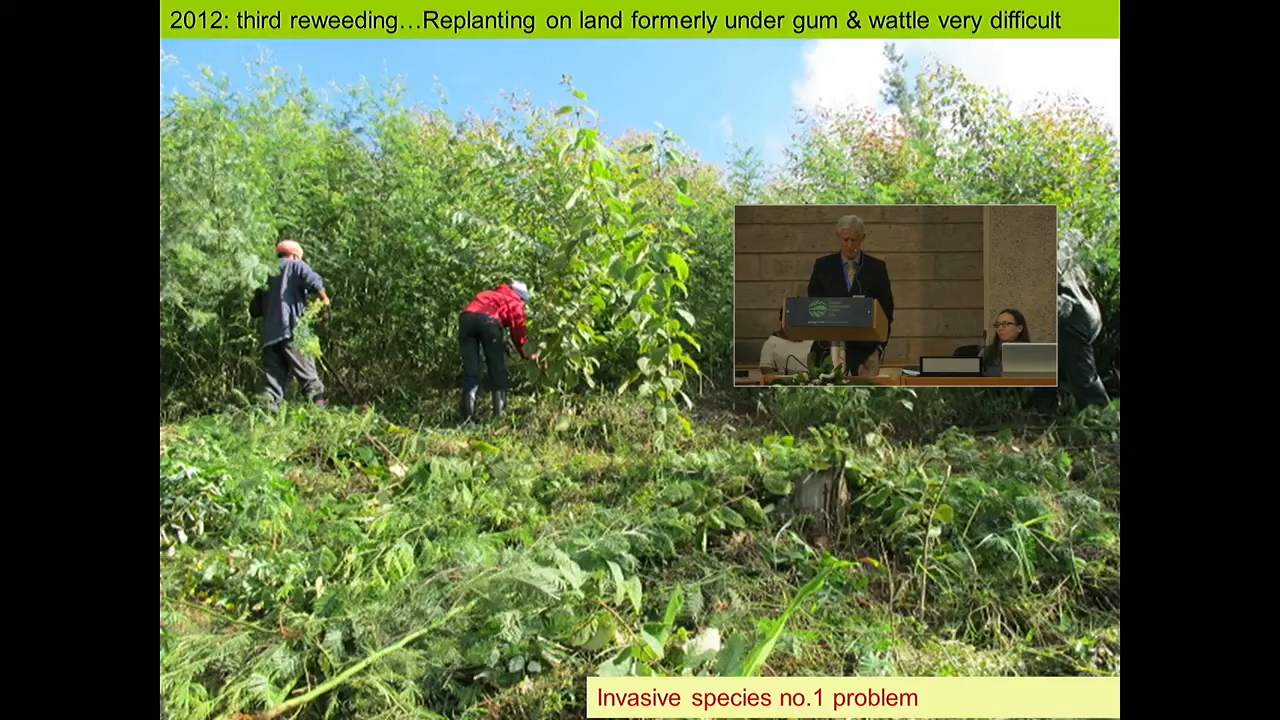 2012: third reweeding…Replanting on land formerly under gum & wattle very difficult
Invasive species no.1 problem